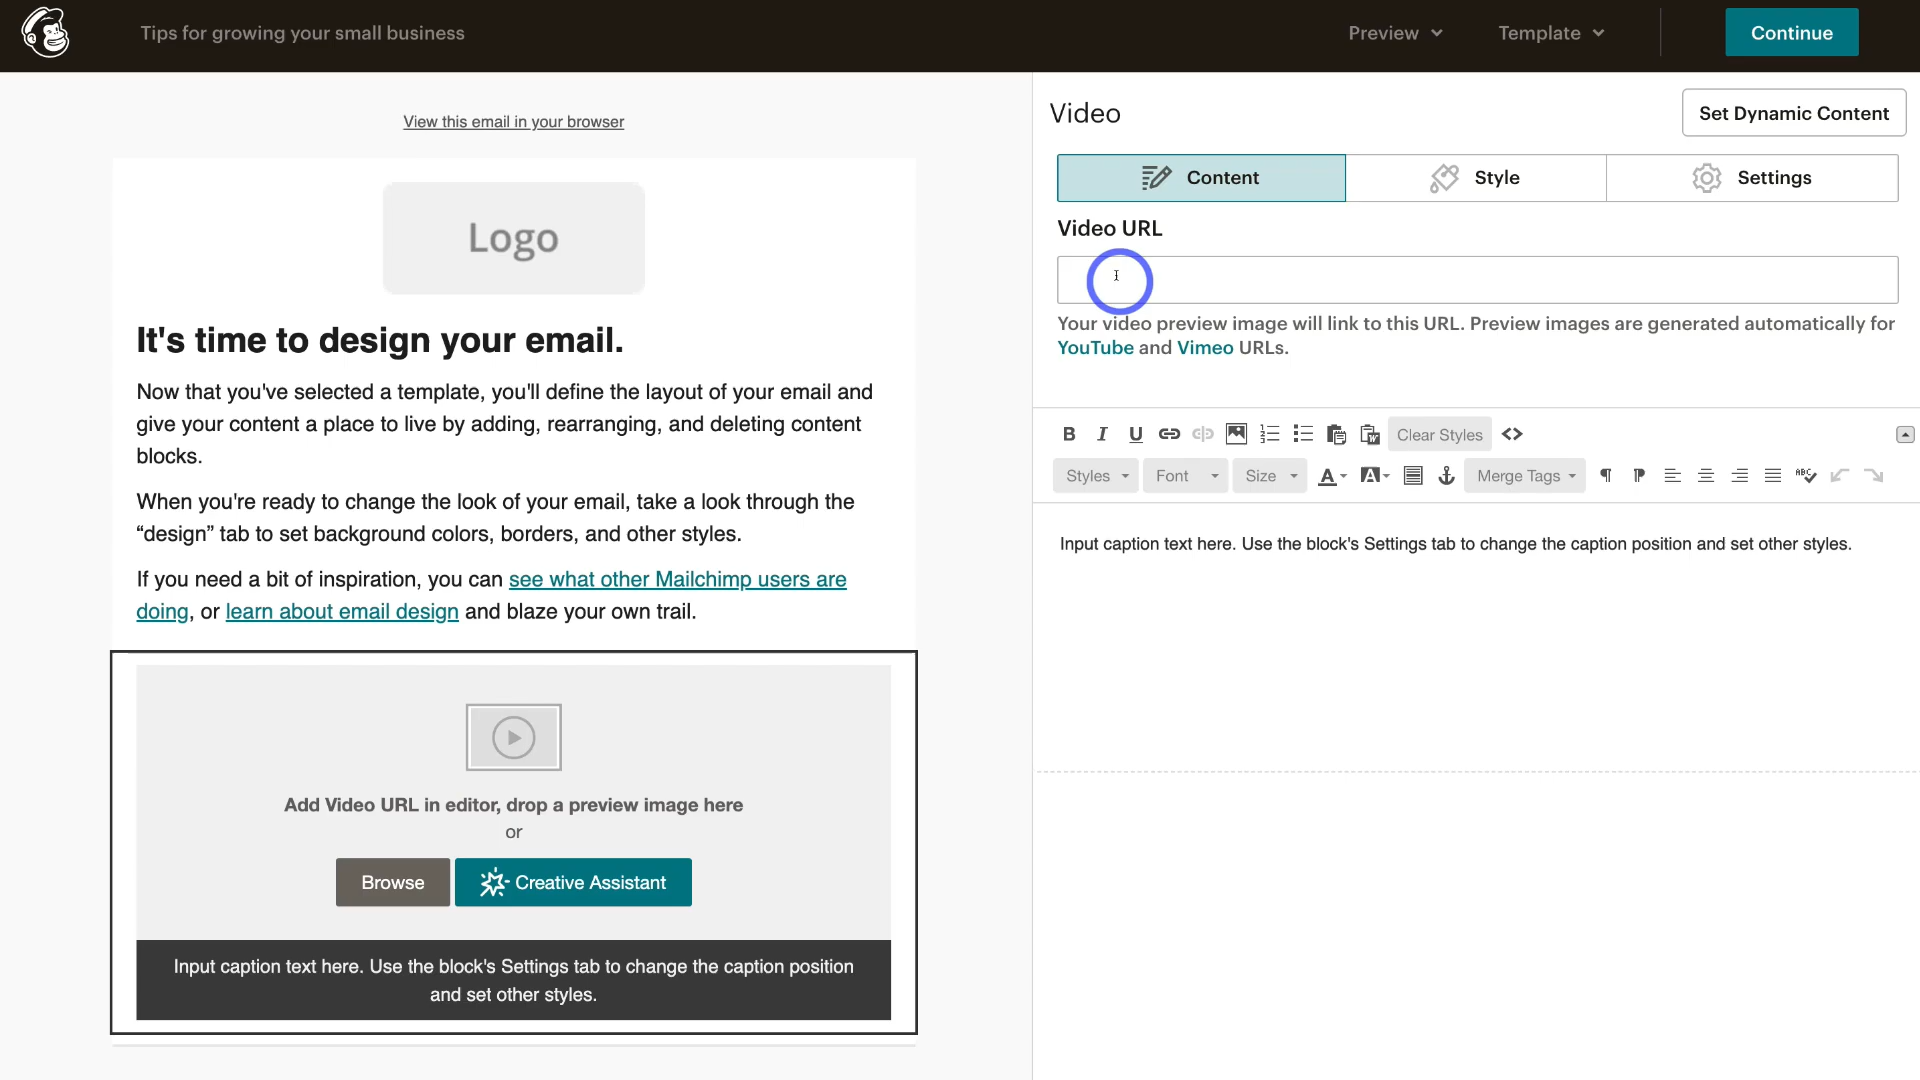 Tips for growing your small business
Preview
Template
Continue
View this email in your browser
Logo
It's time to design your email.
Now that you've selected a template, you'll define the layout of your email and
give your content a place to live by adding, rearranging, and deleting content
blocks.
When you're ready to change the look of your email, take a look through the
“design” tab to set background colors, borders, and other styles.
If you need a bit of inspiration, you can see what other Mailchimp users are
doing, or learn about email design and blaze your own trail.
Add Video URL in editor, drop a preview image here
or
Browse
Creative Assistant
Input caption text here. Use the block's Settings tab to change the caption position
and set other styles.
Video
Set Dynamic Content
Content
Style
Settings
Video URL
Your video preview image will link to this URL. Preview images are generated automatically for
YouTube and Vimeo URLs.
B I U Clear Styles
Styles Font Size A A Merge Tags ABC
Input caption text here. Use the block's Settings tab to change the caption position and set other styles.